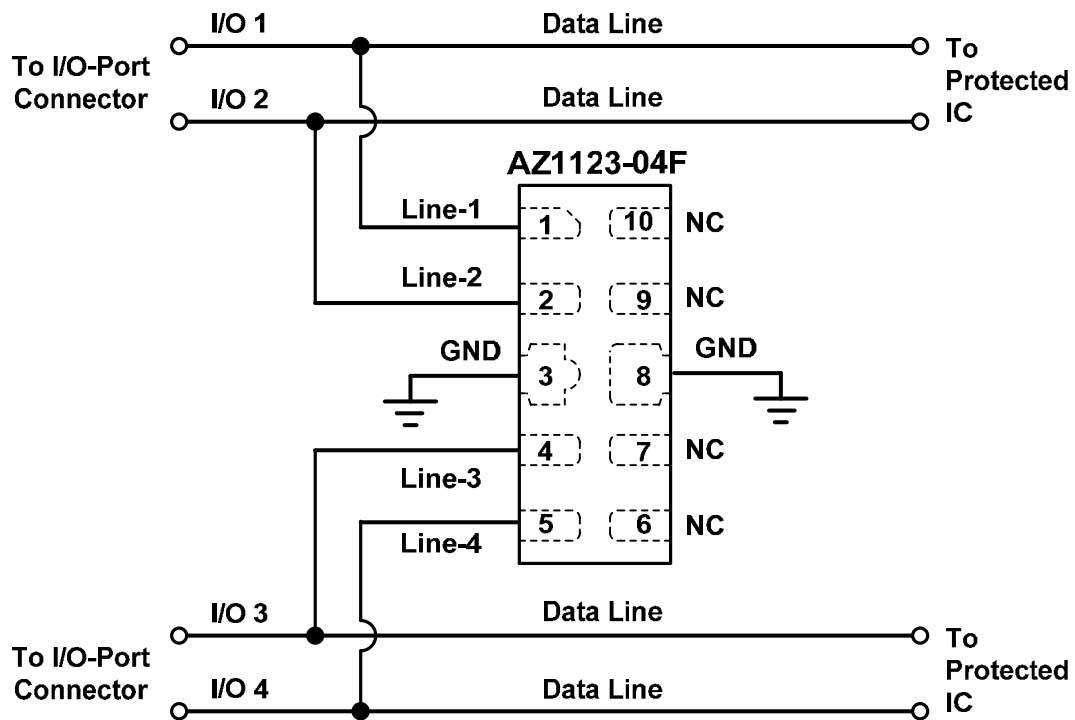 I/O 1
Data Line
To I/O-Port
Connector
To
Protected
IC
I/O 2
Data Line
AZ1123-04F
Line-1
1
10
NC
Line-2
2
9
NC
GND
3
8
GND
4
7
NC
Line-3
5
6
NC
Line-4
I/O 3
Data Line
To I/O-Port
Connector
To
Protected
IC
I/O 4
Data Line